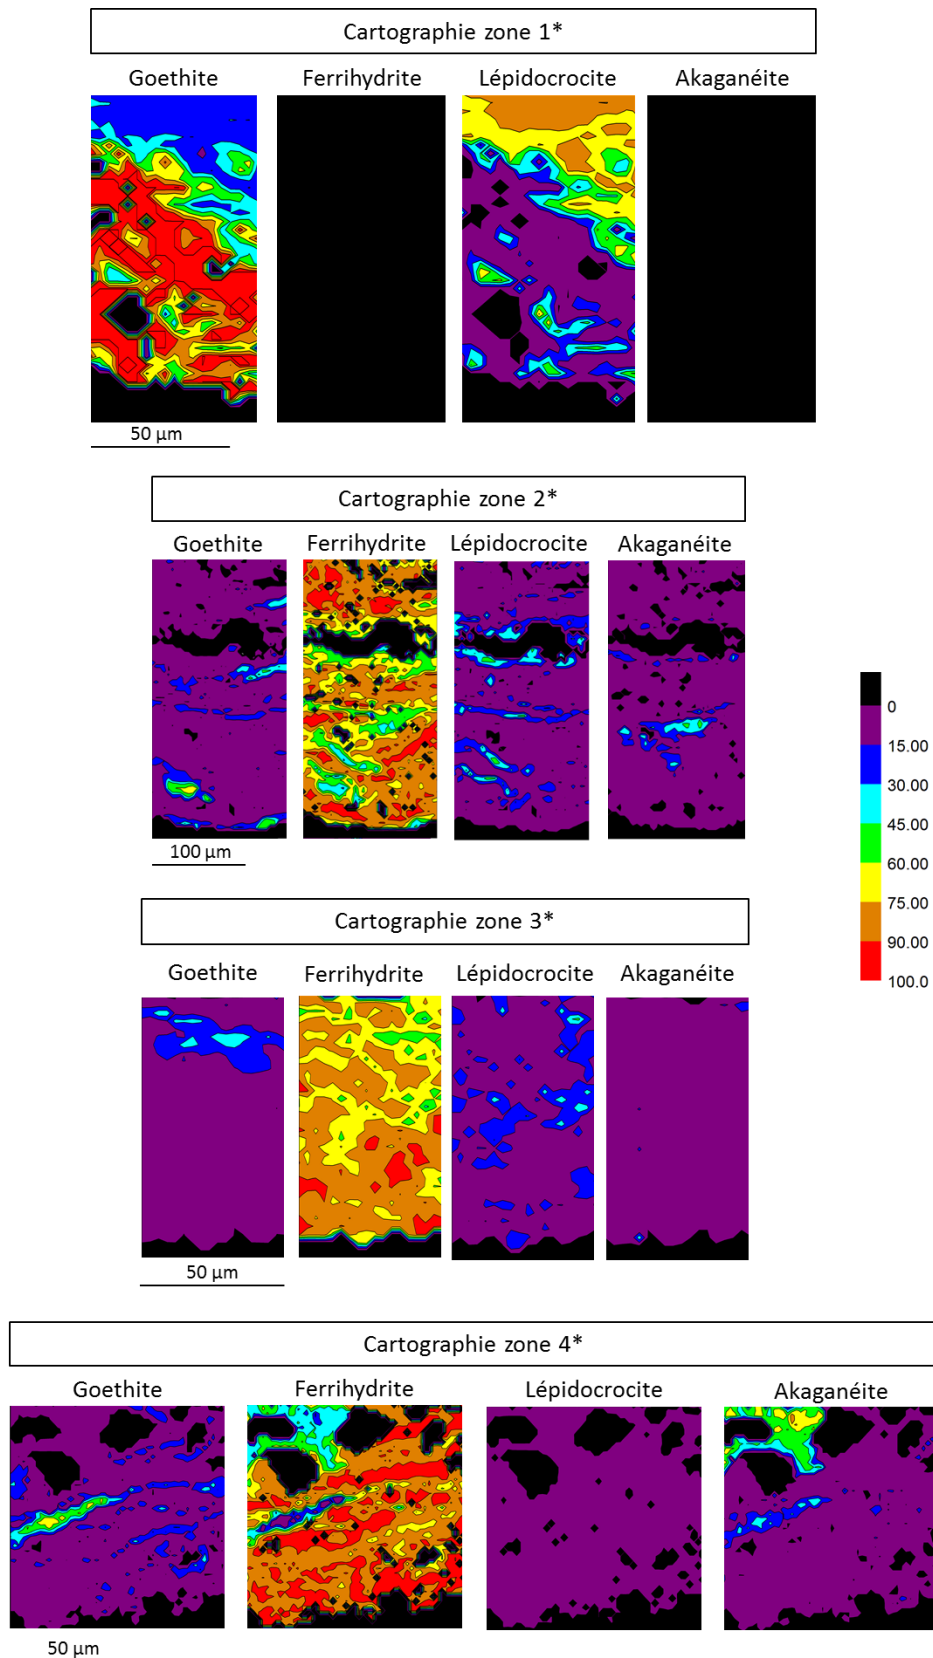 Cartographie zone 1*
Goethite Ferrihydrite Lépidocrocite Akaganéite
50 µm
Cartographie zone 2*
Goethite Ferrihydrite Lépidocrocite Akaganéite
100 µm
0
15.00
30.00
45.00
60.00
75.00
90.00
100.0
Cartographie zone 3*
Goethite Ferrihydrite Lépidocrocite Akaganéite
50 µm
Cartographie zone 4*
Goethite Ferrihydrite Lépidocrocite Akaganéite
50 µm